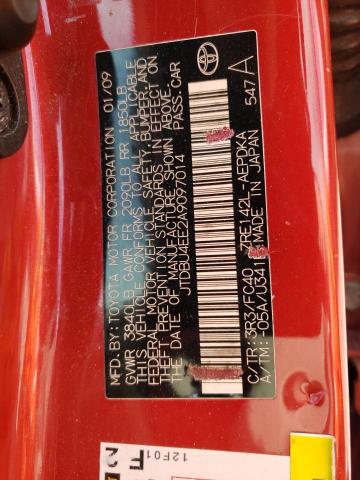 MFD.BY:TOYOTA MOTOR CORPORATION 01/09
GVWR 3840LB GAWR FR 2090LB RR 1850LB
THIS VEHICLE CONFORMS TO ALL APPLICABLE
FEDERAL MOTOR VEHICLE SAFETY, BUMPER, AND
THEFT PREVENTION STANDARDS IN EFFECT ON
THE DATE OF MANUFACTURE SHOWN ABOVE.
JTDBU4EE2A9097014 PASS.CAR
C/TR:3R3/FC40 ZRE142L-AEPDKA
A/TM:-05A/U341 MADE IN JAPAN 547A
12F01